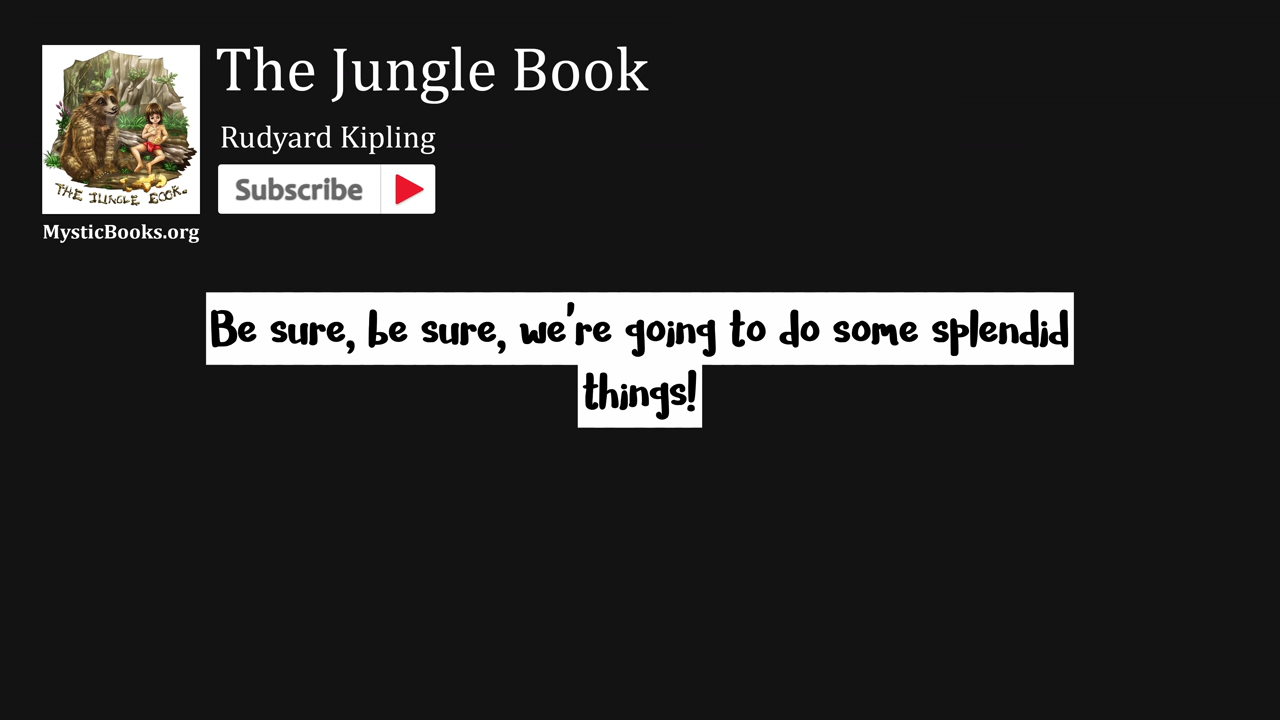 The Jungle Book
Rudyard Kipling
Subscribe
THE JUNGLE BOOK.
MysticBooks.org
Be sure, be sure, we're going to do some splendid
things!